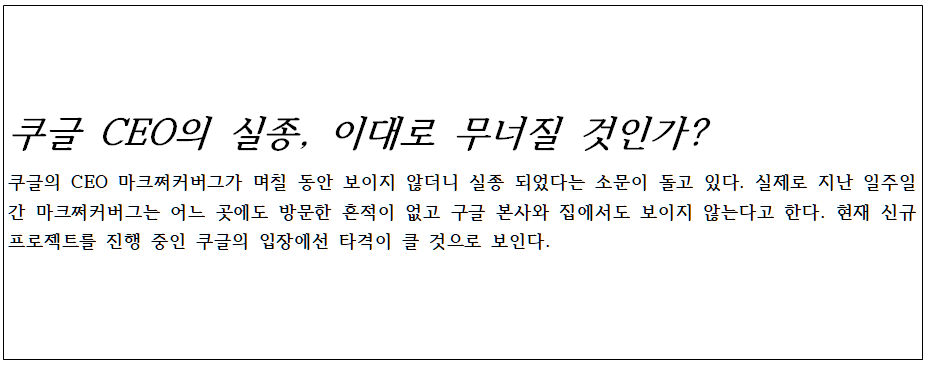 쿠글 CEO의 실종, 이대로 무너질 것인가?
쿠글의 CEO 마크쩌커버그가 며칠 동안 보이지 않더니 실종 되었다는 소문이 돌고 있다. 실제로 지난 일주일
간 마크쩌커버그는 어느 곳에도 방문한 흔적이 없고 구글 본사와 집에서도 보이지 않는다고 한다. 현재 신규
프로젝트를 진행 중인 쿠글의 입장에선 타격이 클 것으로 보인다.